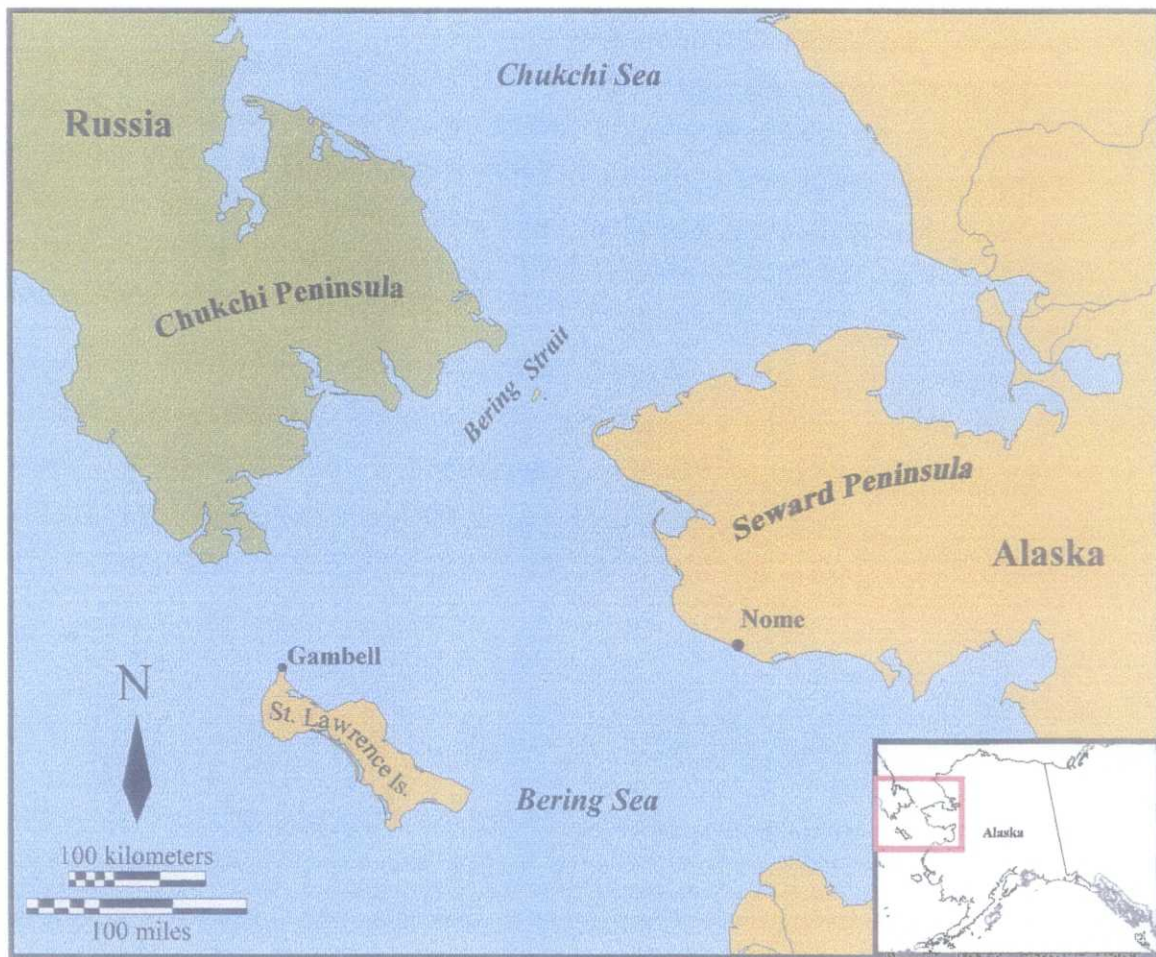 Chukchi Sea
Russia
Chukchi Peninsula
Bering Strait
Seward Peninsula
Alaska
Nome
Gambell
N
St. Lawrence Is.
Bering Sea
100 kilometers
100 miles
Alaska